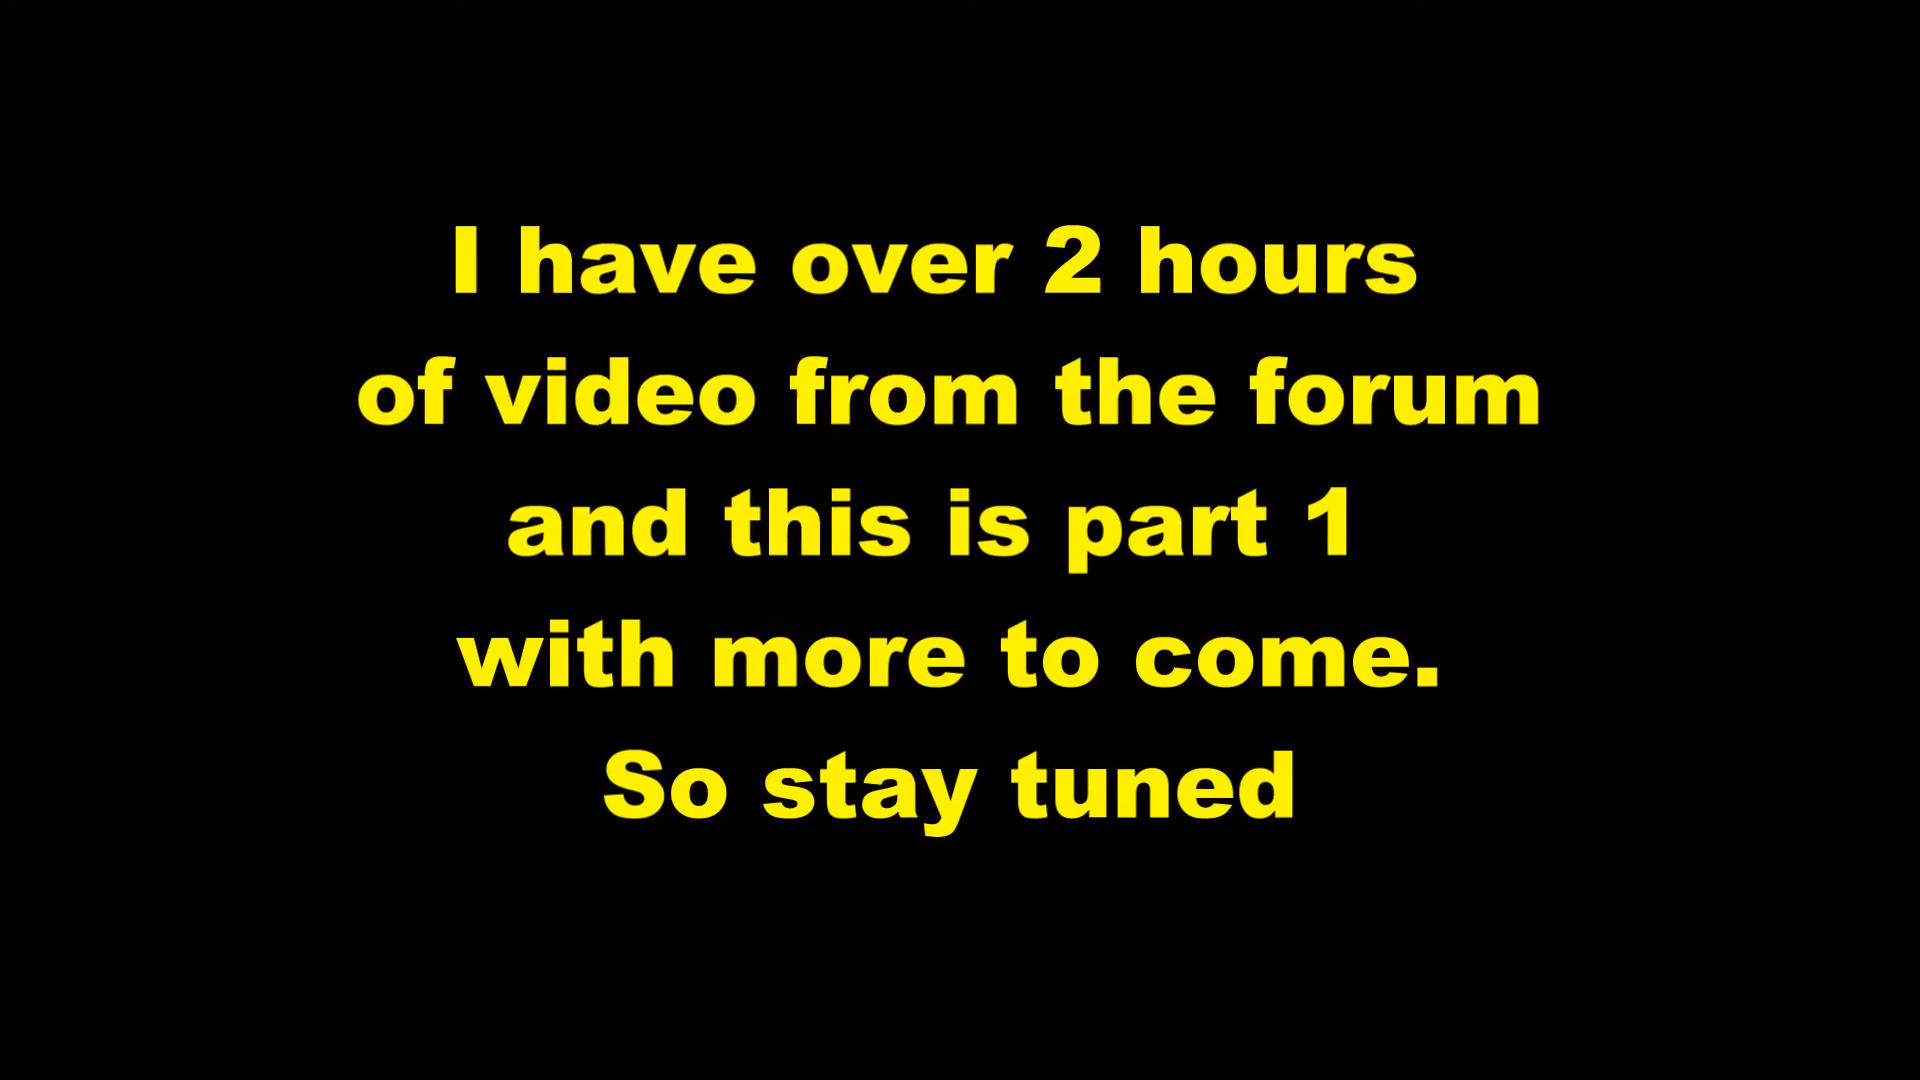 I have over 2 hours
of video from the forum
and this is part 1
with more to come.
So stay tuned